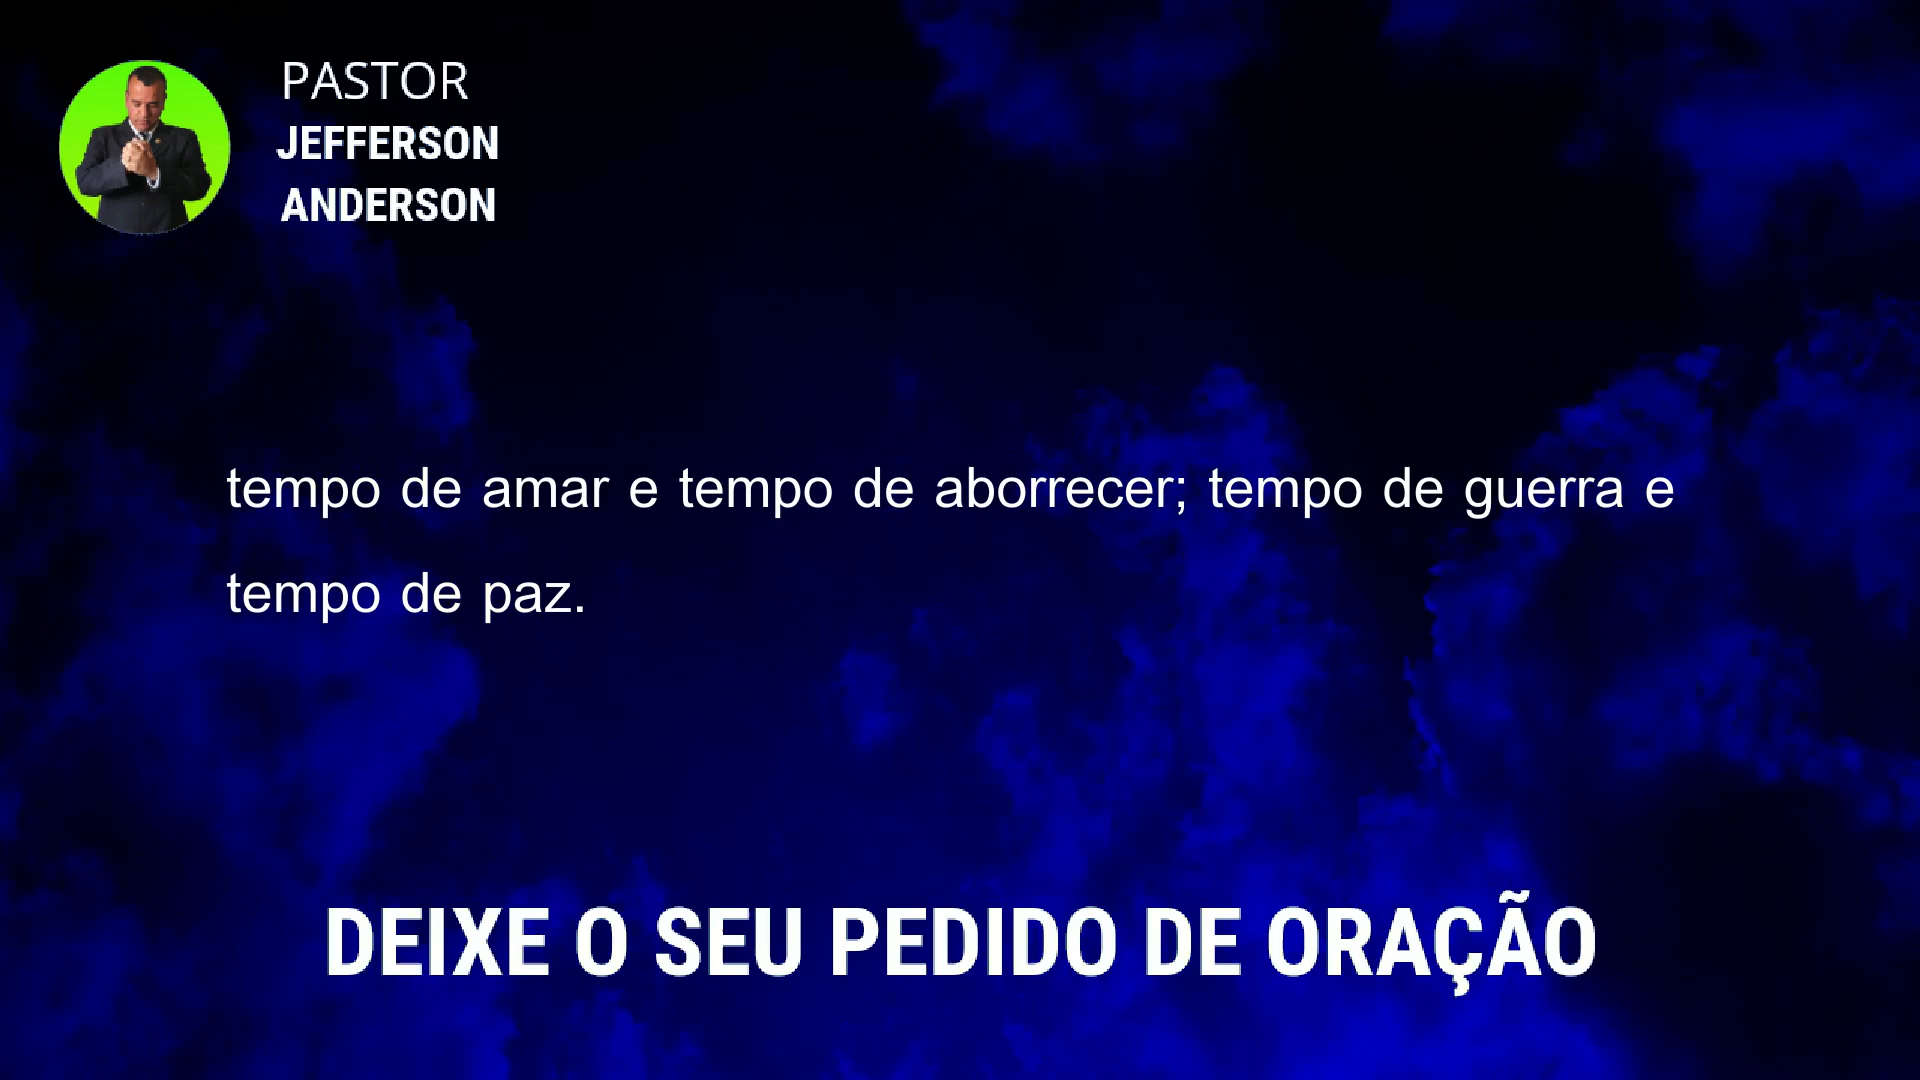 PASTOR
JEFFERSON
ANDERSON
tempo de amar e tempo de aborrecer; tempo de guerra e
tempo de paz.
DEIXE O SEU PEDIDO DE ORAÇÃO